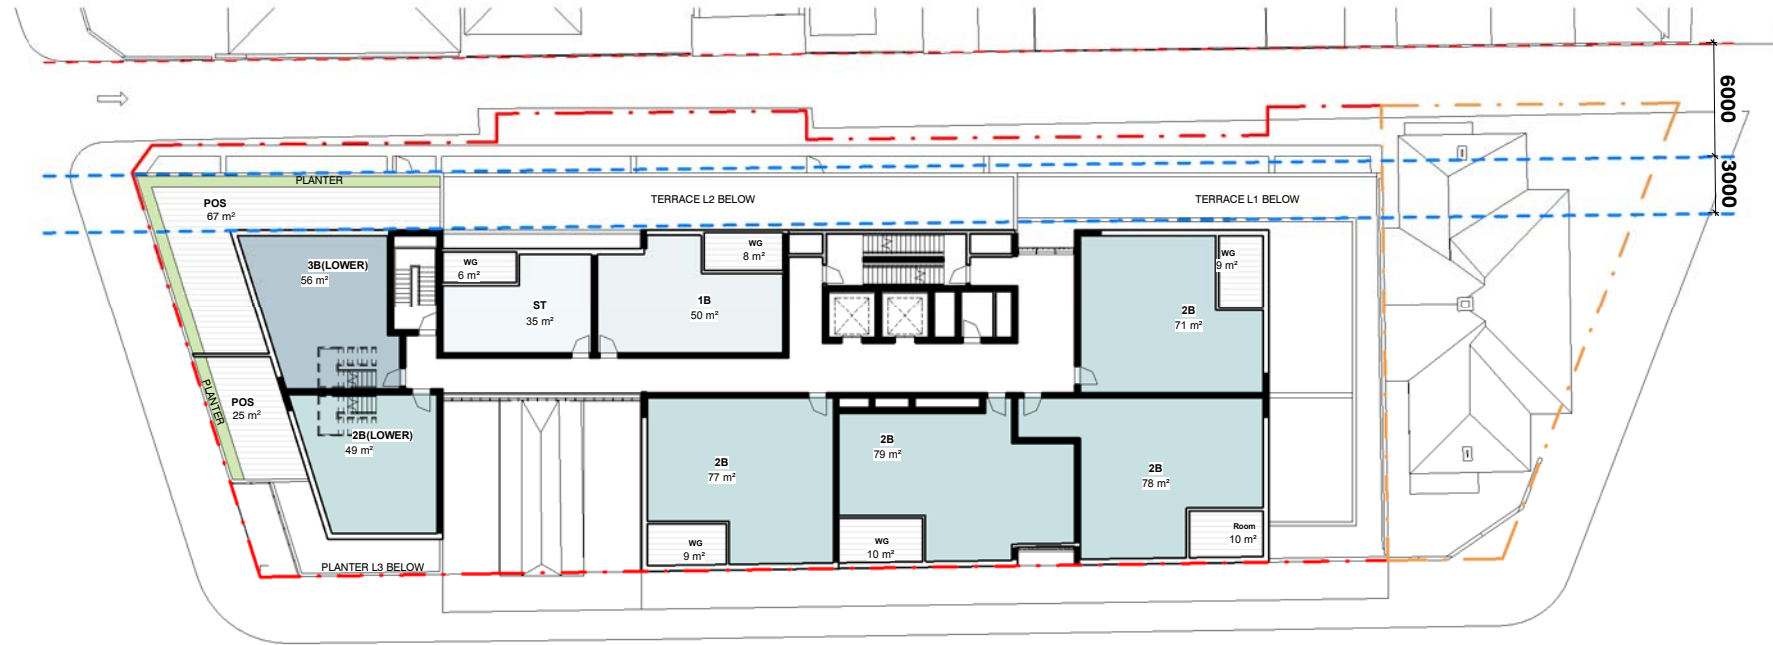 6000
3000
PLANTER
POS
67 m²
TERRACE L2 BELOW
TERRACE L1 BELOW
3B(LOWER)
56 m²
WG
6 m²
WG
8 m²
WG
9 m²
ST
35 m²
1B
50 m²
2B
71 m²
PLANTER
POS
25 m²
2B(LOWER)
49 m²
2B
77 m²
2B
79 m²
2B
78 m²
WG
9 m²
WG
10 m²
Room
10 m²
PLANTER L3 BELOW